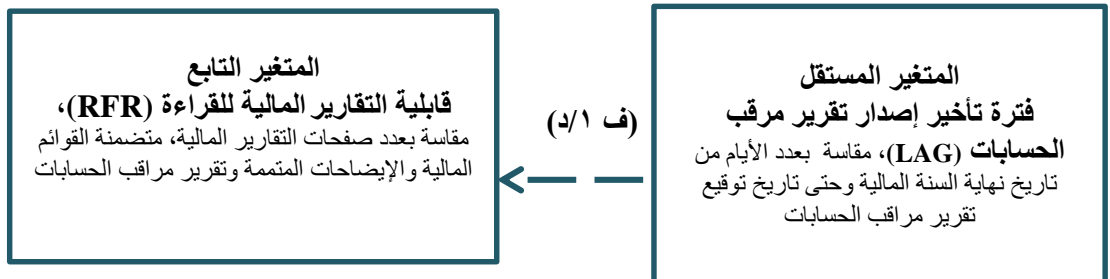 المتغير المستقل
فترة تأخير إصدار تقرير مرقب
الحسابات (LAG)، مقاسة بعدد الأيام من
تاريخ نهاية السنة المالية وحتى تاريخ توقيع
تقرير مراقب الحسابات
(ف ١/د)
المتغير التابع
قابلية التقارير المالية للقراءة (RFR)،
مقاسة بعدد صفحات التقارير المالية، متضمنة القوائم
المالية والإيضاحات المتممة وتقرير مراقب الحسابات